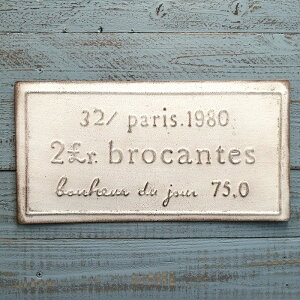 32/ paris.1980
2£r. brocantes
bonheur du jour 75.0